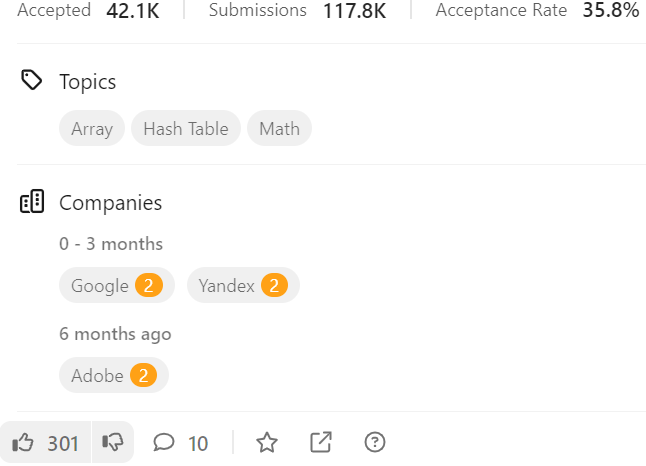 Accepted 42.1K Submissions 117.8K Acceptance Rate 35.8%
Topics
Array Hash Table Math
Companies
0 - 3 months
Google 2 Yandex 2
6 months ago
Adobe 2
301 10